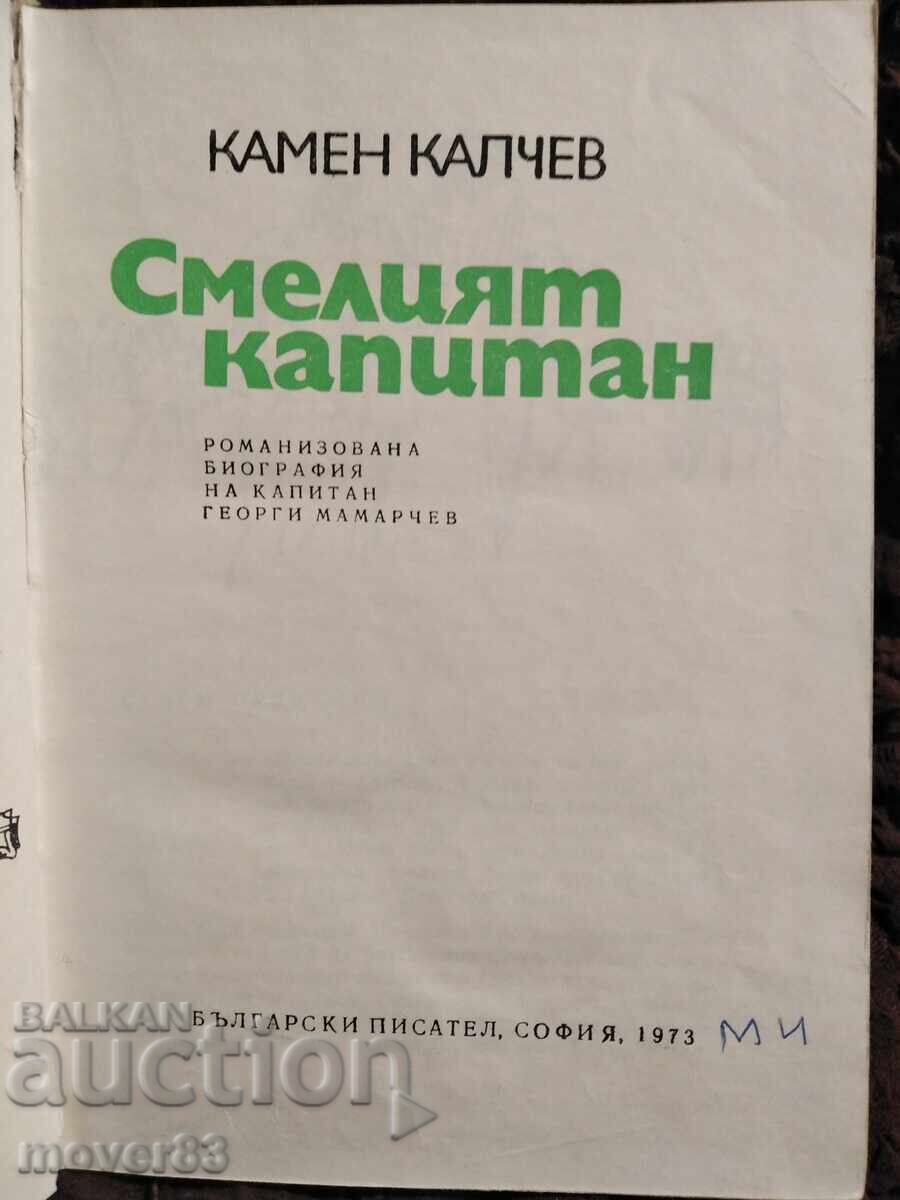 КАМЕН КАЛЧЕВ
Смелият
капитан
РОМАНИЗОВАНА
БИОГРАФИЯ
НА КАПИТАН
ГЕОРГИ МАМАРЧЕВ
БЪЛГАРСКИ ПИСАТЕЛ, СОФИЯ, 1973 МИ
BALKAN
auction
mover83